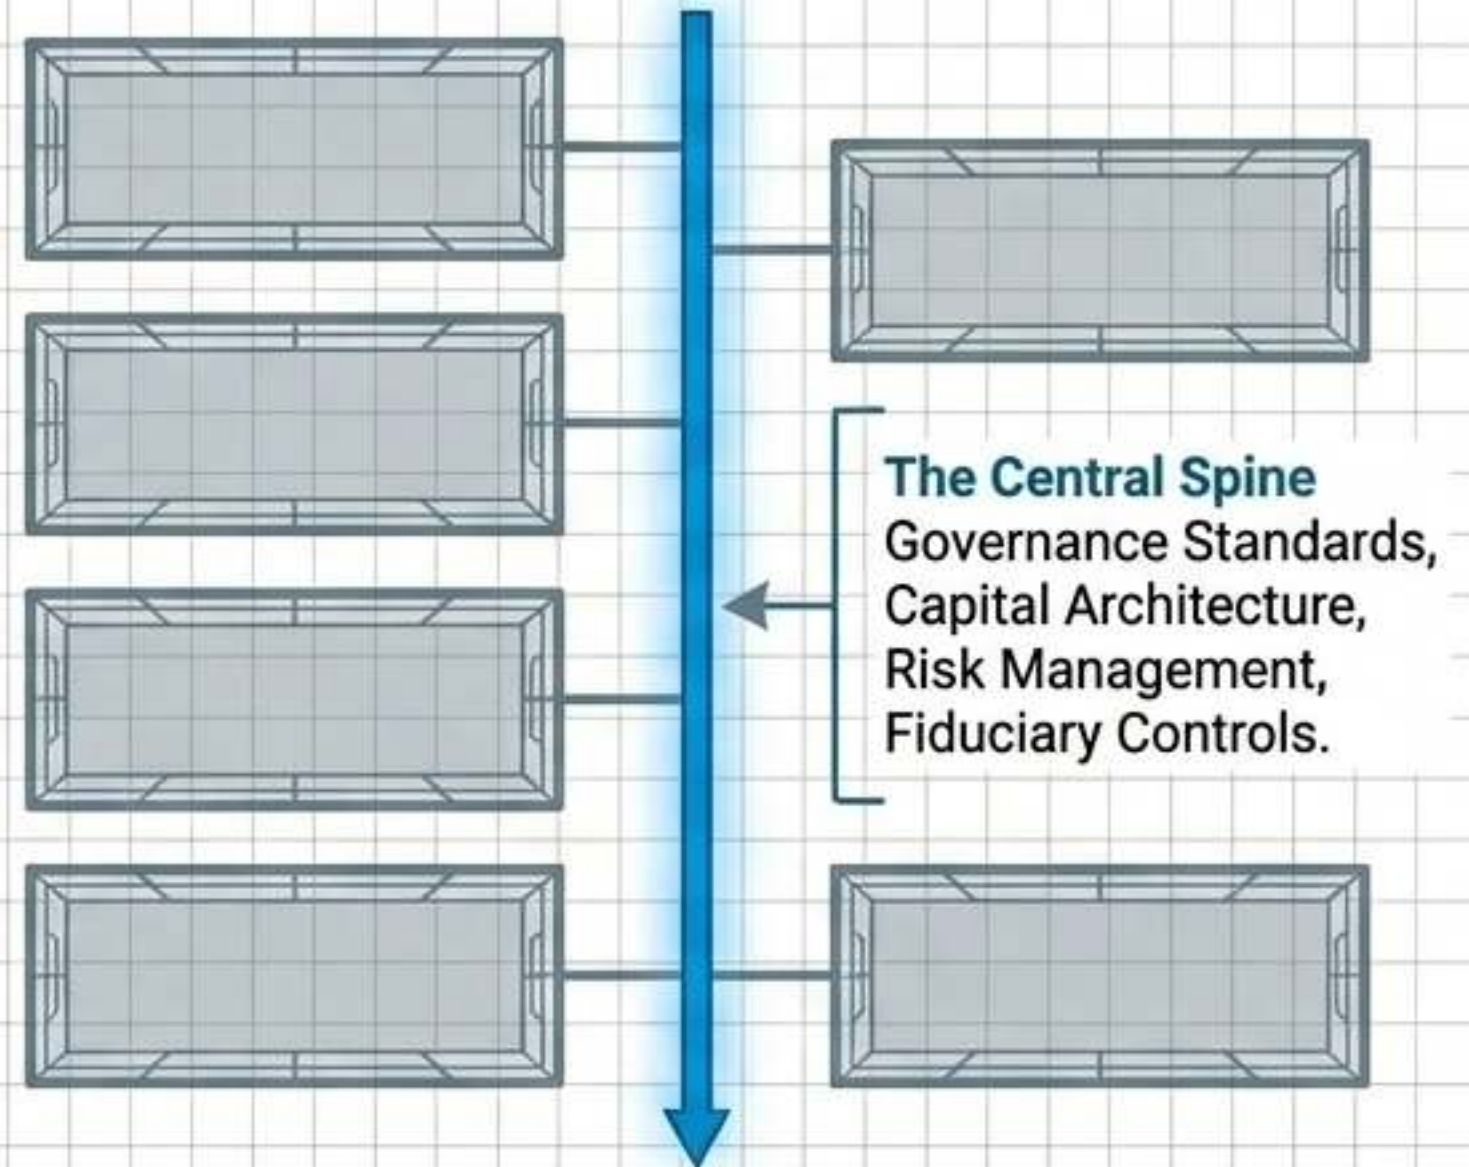 The Central Spine
Governance Standards,
Capital Architecture,
Risk Management,
Fiduciary Controls.